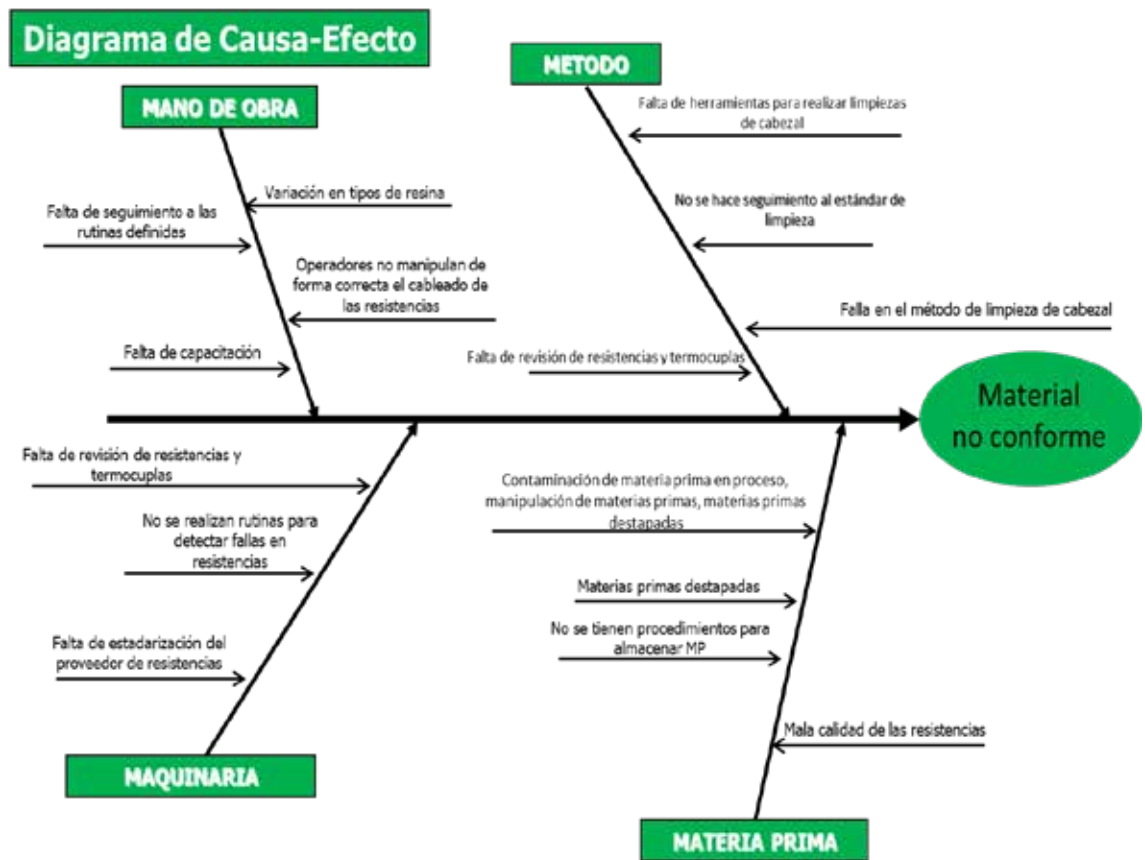 Diagrama de Causa-Efecto
MANO DE OBRA
Variación en tipos de resina
Falta de seguimiento a las
rutinas definidas
Operadores no manipulan de
forma correcta el cableado de
las resistencias
Falta de capacitación
METODO
Falta de herramientas para realizar limpiezas
de cabezal
No se hace seguimiento al estándar de
limpieza
Falla en el método de limpieza de cabezal
Falta de revisión de resistencias y termocuplas
Material
no conforme
Falta de revisión de resistencias y
termocuplas
No se realizan rutinas para
detectar fallas en
resistencias
Falta de estadarización del
proveedor de resistencias
MAQUINARIA
Contaminación de materia prima en proceso,
manipulación de materias primas, materias primas
destapadas
Materias primas destapadas
No se tienen procedimientos para
almacenar MP
Mala calidad de las resistencias
MATERIA PRIMA